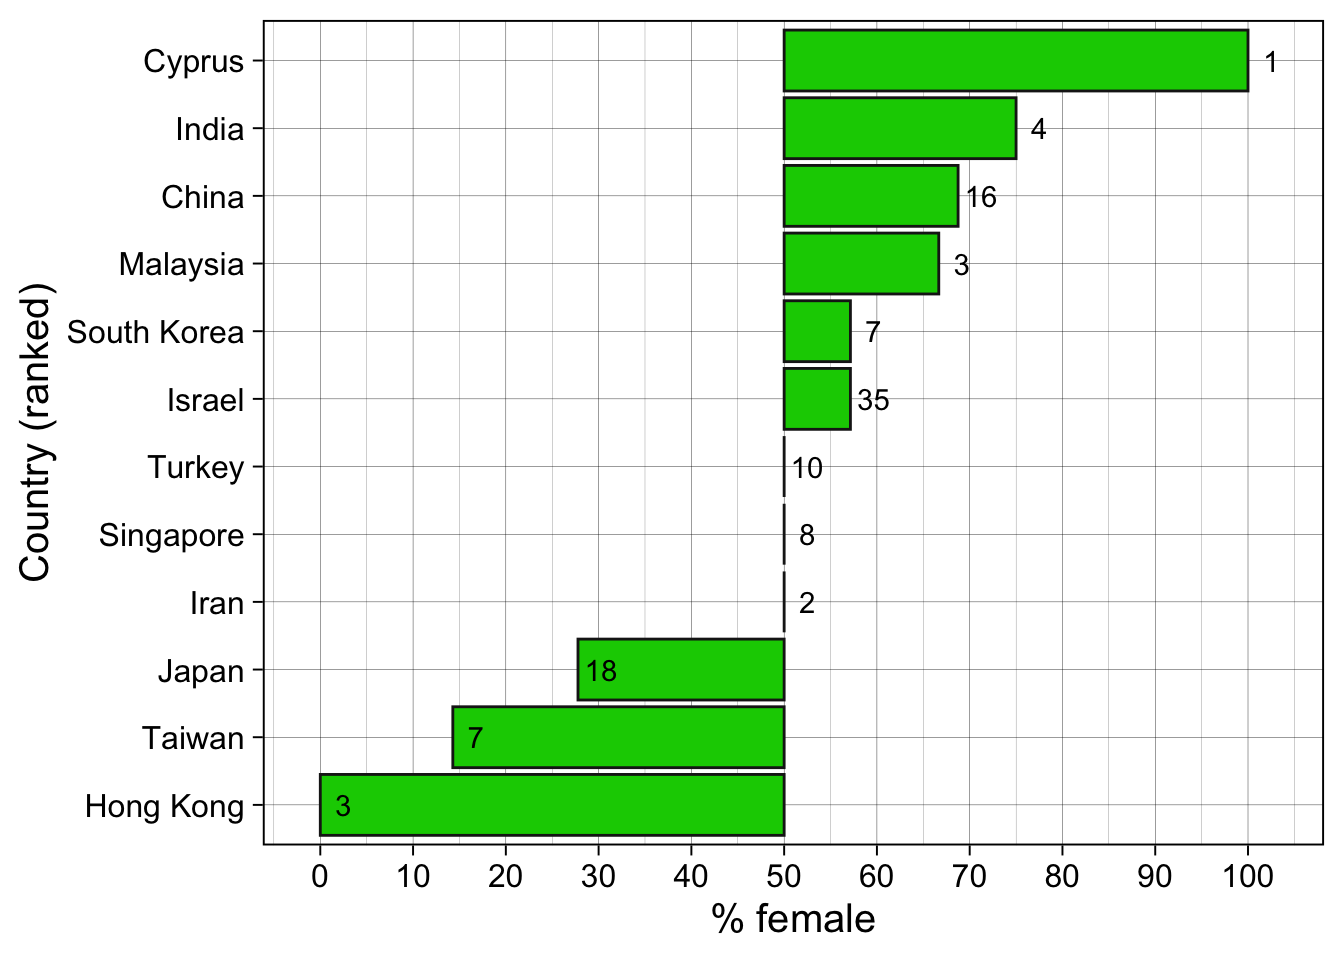 Country (ranked)
Cyprus 1
India 4
China 16
Malaysia 3
South Korea 7
Israel 35
Turkey 10
Singapore 8
Iran 2
Japan 18
Taiwan 7
Hong Kong 3
0 10 20 30 40 50 60 70 80 90 100
% female